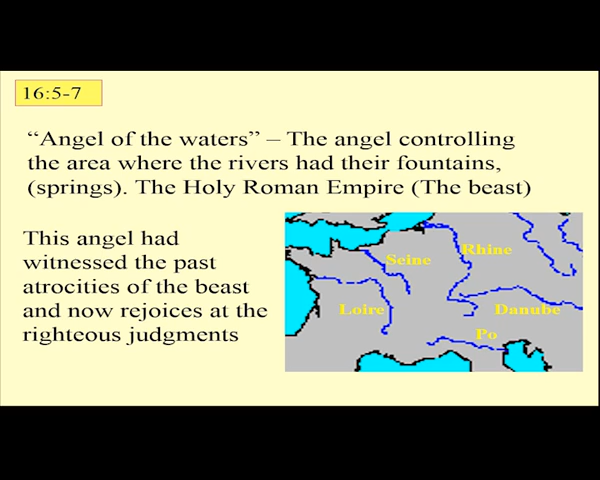 16:5-7
“Angel of the waters” – The angel controlling
the area where the rivers had their fountains,
(springs). The Holy Roman Empire (The beast)
This angel had
witnessed the past
atrocities of the beast
and now rejoices at the
righteous judgments
Seine
Rhine
Loire
Danube
Po